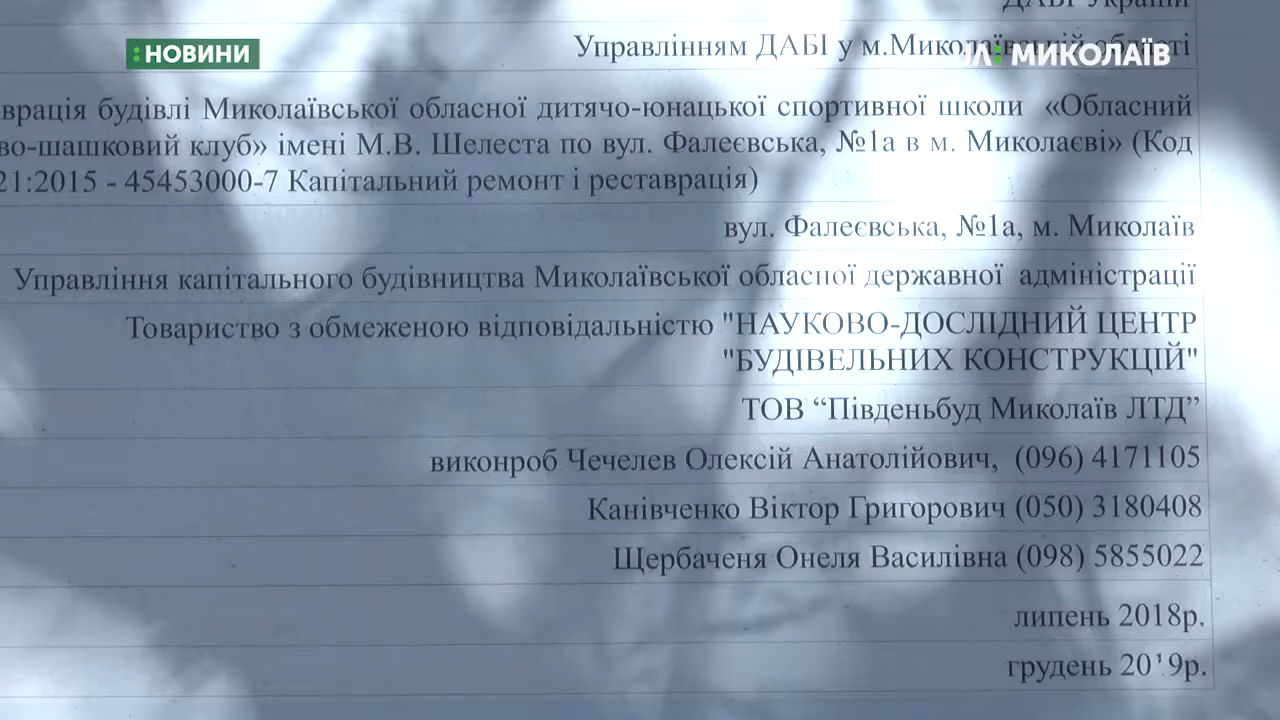 ДАБІ України
: НОВИНИ
Управлінням ДАБІ у м.Миколаївській області
: МИКОЛАЇВ
врація будівлі Миколаївської обласної дитячо-юнацької спортивної школи «Обласний
во-шашковий клуб» імені М.В. Шелеста по вул. Фалеєвська, №1а в м. Миколаєві» (Код
21:2015 - 45453000-7 Капітальний ремонт і реставрація)
вул. Фалеєвська, №1а, м. Миколаїв
Управління капітального будівництва Миколаївської обласної державної адміністрації
Товариство з обмеженою відповідальністю "НАУКОВО-ДОСЛІДНИЙ ЦЕНТР
"БУДІВЕЛЬНИХ КОНСТРУКЦІЙ"
ТОВ “Південьбуд Миколаїв ЛТД”
виконроб Чечелев Олексій Анатолійович, (096) 4171105
Канівченко Віктор Григорович (050) 3180408
Щербаченя Онеля Василівна (098) 5855022
липень 2018р.
грудень 2019р.